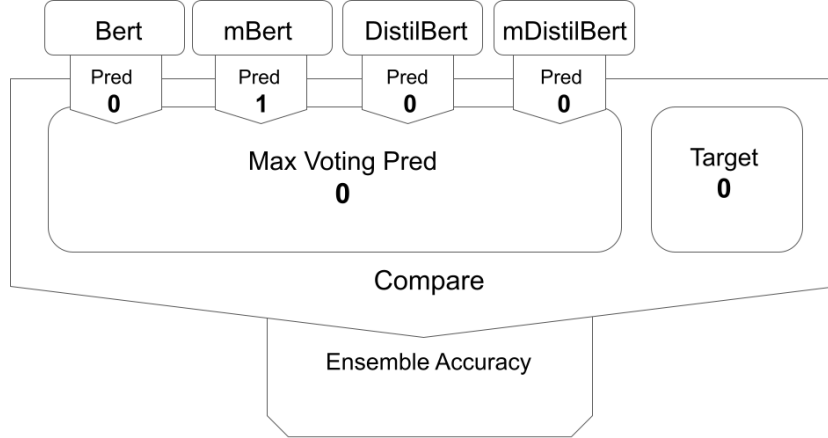 Bert mBert DistilBert mDistilBert
Pred Pred Pred Pred
0 1 0 0
Max Voting Pred
0
Target
0
Compare
Ensemble Accuracy